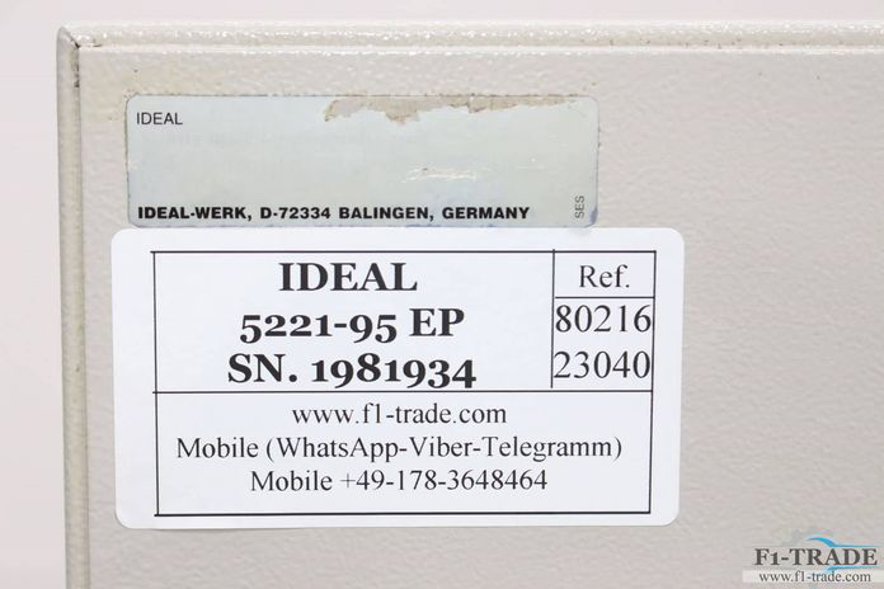 IDEAL
IDEAL-WERK, D-72334 BALINGEN, GERMANY
SES
IDEAL
5221-95 EP
SN. 1981934
Ref.
80216
23040
www.f1-trade.com
Mobile (WhatsApp-Viber-Telegramm)
Mobile +49-178-3648464
F1-TRADE
www.f1-trade.com